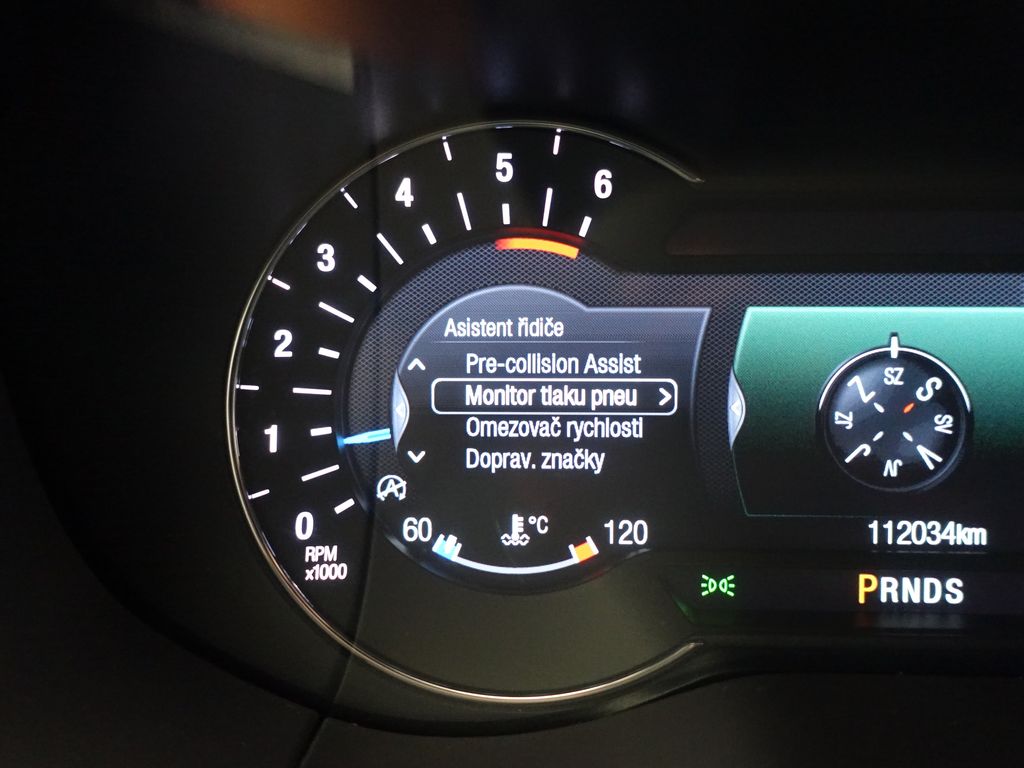 6
5
4
3
2
1
0
RPM
x1000
Asistent řidiče
Pre-collision Assist
Monitor tlaku pneu
Omezovač rychlosti
Doprav. značky
60 °C 120
SZ
S
SV
V
JV
J
JZ
Z
112034km
PRNDS